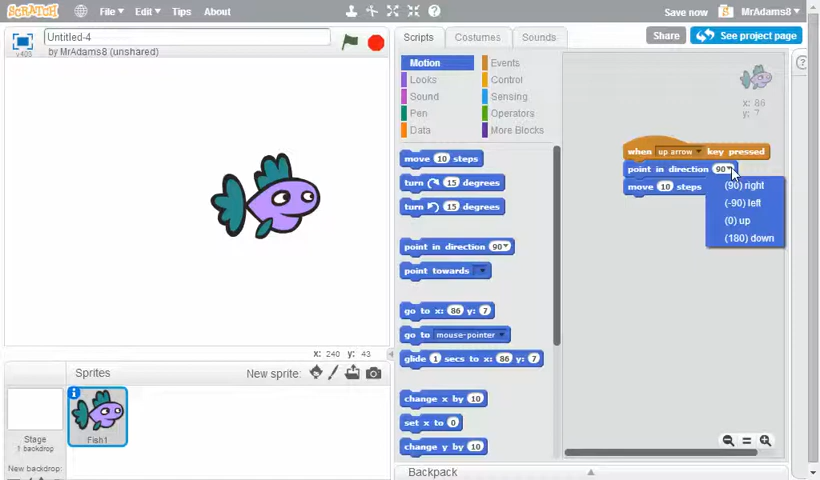 SCRATCH File Edit Tips About Save now MrAdams8
v403 Untitled-4
by MrAdams8 (unshared)
Scripts Costumes Sounds Share See project page
Motion Events
Looks Control
Sound Sensing
Pen Operators
Data More Blocks
move 10 steps
turn 15 degrees
turn 15 degrees
point in direction 90
point towards
go to x: 86 y: 7
go to mouse-pointer
glide 1 secs to x: 86 y: 7
change x by 10
set x to 0
change y by 10
x: 86
y: 7
when up arrow key pressed
point in direction 90
move 10 steps
(90) right
(-90) left
(0) up
(180) down
x: 240 y: 43
Sprites New sprite:
Stage
1 backdrop
New backdrop:
Fish1
Backpack